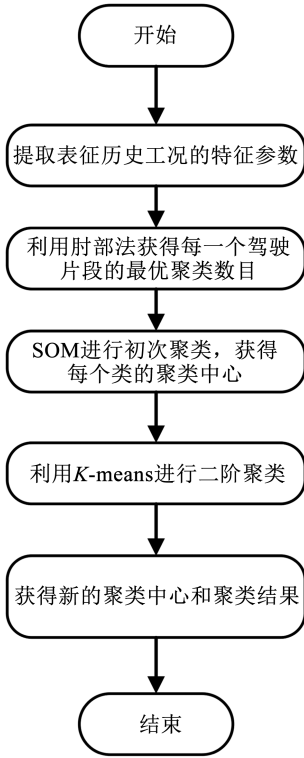 开始
提取表征历史工况的特征参数
利用肘部法获得每一个驾驶
片段的最优聚类数目
SOM进行初次聚类，获得
每个类的聚类中心
利用K-means进行二阶聚类
获得新的聚类中心和聚类结果
结束